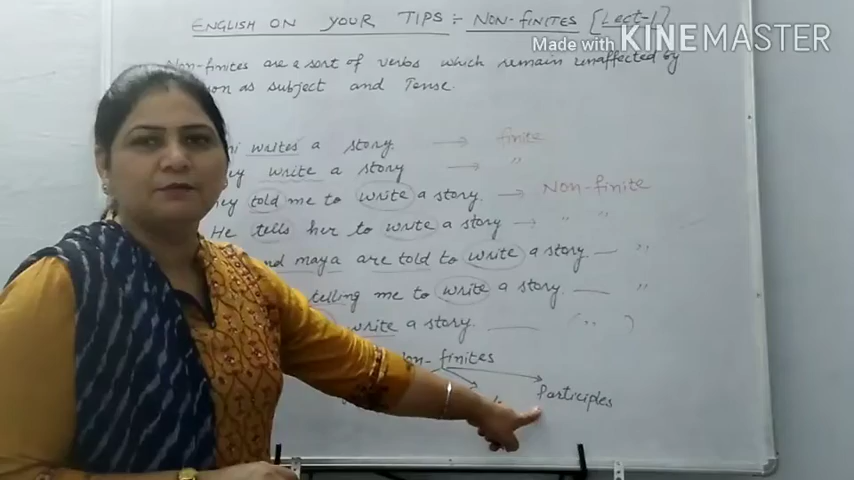 ENGLISH ON YOUR TIPS :- NON-FINITES [Lect-1]
Made with KINEMASTER
Non-finites are a sort of verbs which remain unaffected by
as subject and Tense.
writes a story → finite
write a story → "
told me to write a story. → Non-finite
He tells her to write a story → " "
maya are told to write a story — "
telling me to write a story. — "
write a story. — ( " )
Non-finites
Participles